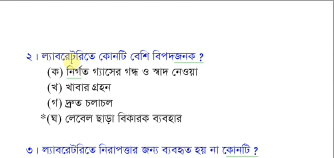 ২। ল্যাবরেটরিতে কোনটি বেশি বিপদজনক ?
(ক) নির্গত গ্যাসের গন্ধ ও স্বাদ নেওয়া
(খ) খাবার গ্রহন
(গ) দ্রুত চলাচল
*(ঘ) লেবেল ছাড়া বিকারক ব্যবহার
৩। ল্যাবরেটরিতে নিরাপত্তার জন্য ব্যবহৃত হয় না কোনটি ?